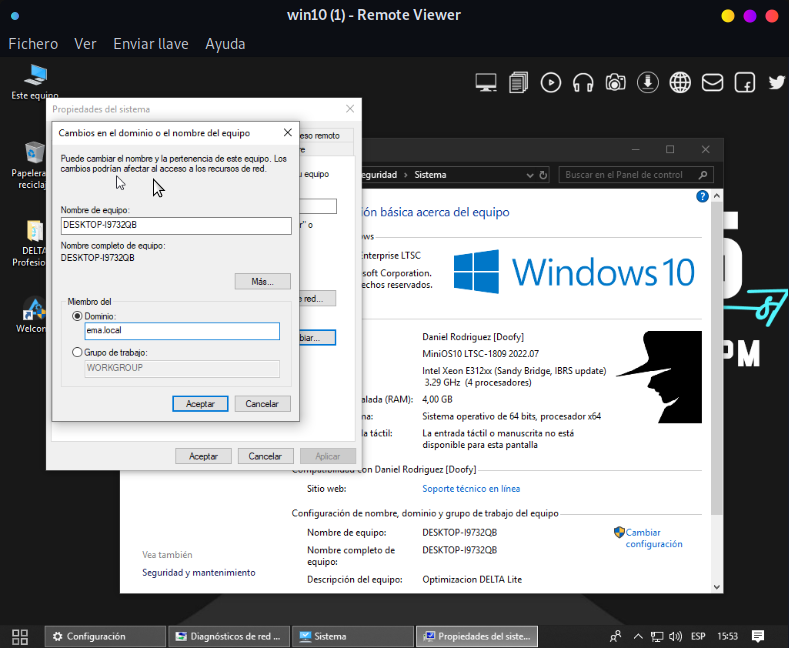 win10 (1) - Remote Viewer
Fichero Ver Enviar llave Ayuda
Este equipo
Papelera
recicla
DELTA
Profesio
Welcom
Propiedades del sistema
eso remoto
u equipo
r" o
e red...
biar...
Aceptar Cancelar Aplicar
Cambios en el dominio o el nombre del equipo
Puede cambiar el nombre y la pertenencia de este equipo. Los
cambios podrían afectar al acceso a los recursos de red.
Nombre de equipo:
DESKTOP-I9732QB
Nombre completo de equipo:
DESKTOP-I9732QB
Más...
Miembro del
Dominio:
ema.local
Grupo de trabajo:
WORKGROUP
Aceptar Cancelar
eguridad › Sistema
Buscar en el Panel de control
ión básica acerca del equipo
ws
nterprise LTSC
soft Corporation.
echos reservados.
Windows 10
Daniel Rodriguez [Doofy]
MiniOS10 LTSC-1809 2022.07
Intel Xeon E312xx (Sandy Bridge, IBRS update)
3.29 GHz (4 procesadores)
alada (RAM): 4,00 GB
ma: Sistema operativo de 64 bits, procesador x64
a táctil: La entrada táctil o manuscrita no está
disponible para esta pantalla
Compatibilidad con Daniel Rodriguez [Doofy]
Sitio web: Soporte técnico en línea
Configuración de nombre, dominio y grupo de trabajo del equipo
Nombre de equipo: DESKTOP-I9732QB
Cambiar
configuración
Nombre completo de
equipo:
DESKTOP-I9732QB
Descripción del equipo: Optimizacion DELTA Lite
Vea también
Seguridad y mantenimiento
PM
Configuración
Diagnósticos de red ...
Sistema
Propiedades del siste...
ESP 15:53